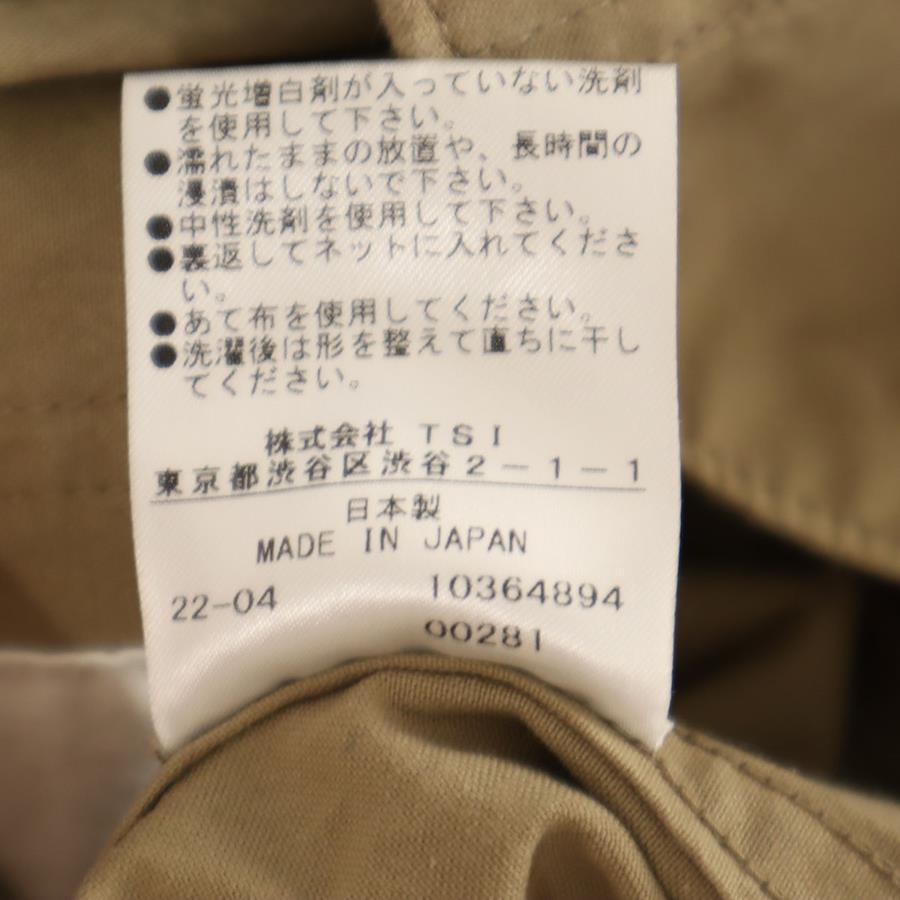 ●蛍光増白剤が入っていない洗剤
を使用して下さい。
●濡れたままの放置や、長時間の
浸漬はしないで下さい。
●中性洗剤を使用して下さい。
●裏返してネットに入れてくださ
い。
●あて布を使用してください。
●洗濯後は形を整えて直ちに干し
てください。
株式会社 TSI
東京都渋谷区渋谷2-1-1
日本製
MADE IN JAPAN
22-04 10364894
00281